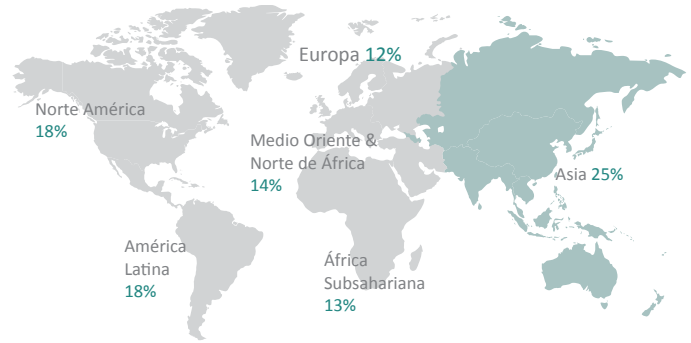 Europa 12%
Norte América
18%
Medio Oriente &
Norte de África
14%
Asia 25%
América
Latina
18%
África
Subsahariana
13%